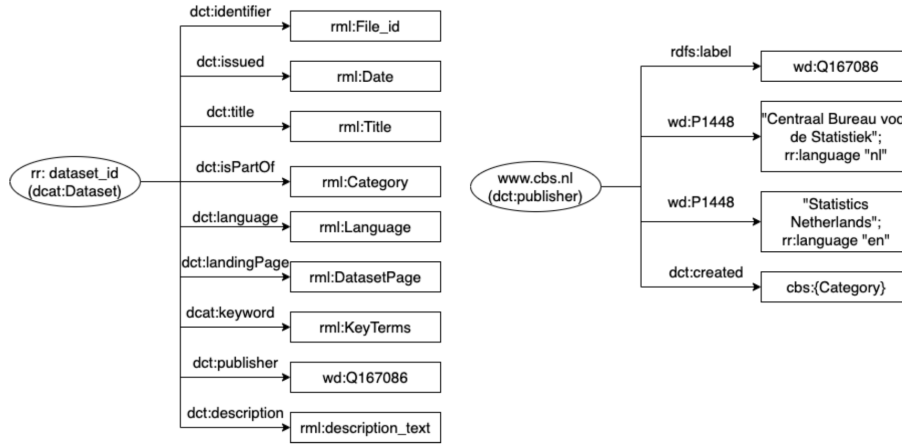 dct:identifier
rml:File_id
dct:issued
rml:Date
dct:title
rml:Title
rr: dataset_id
(dcat:Dataset)
dct:isPartOf
rml:Category
dct:language
rml:Language
dct:landingPage
rml:DatasetPage
dcat:keyword
rml:KeyTerms
dct:publisher
wd:Q167086
dct:description
rml:description_text
www.cbs.nl
(dct:publisher)
rdfs:label
wd:Q167086
wd:P1448
"Centraal Bureau voo
de Statistiek";
rr:language "nl"
wd:P1448
"Statistics
Netherlands";
rr:language "en"
dct:created
cbs:{Category}